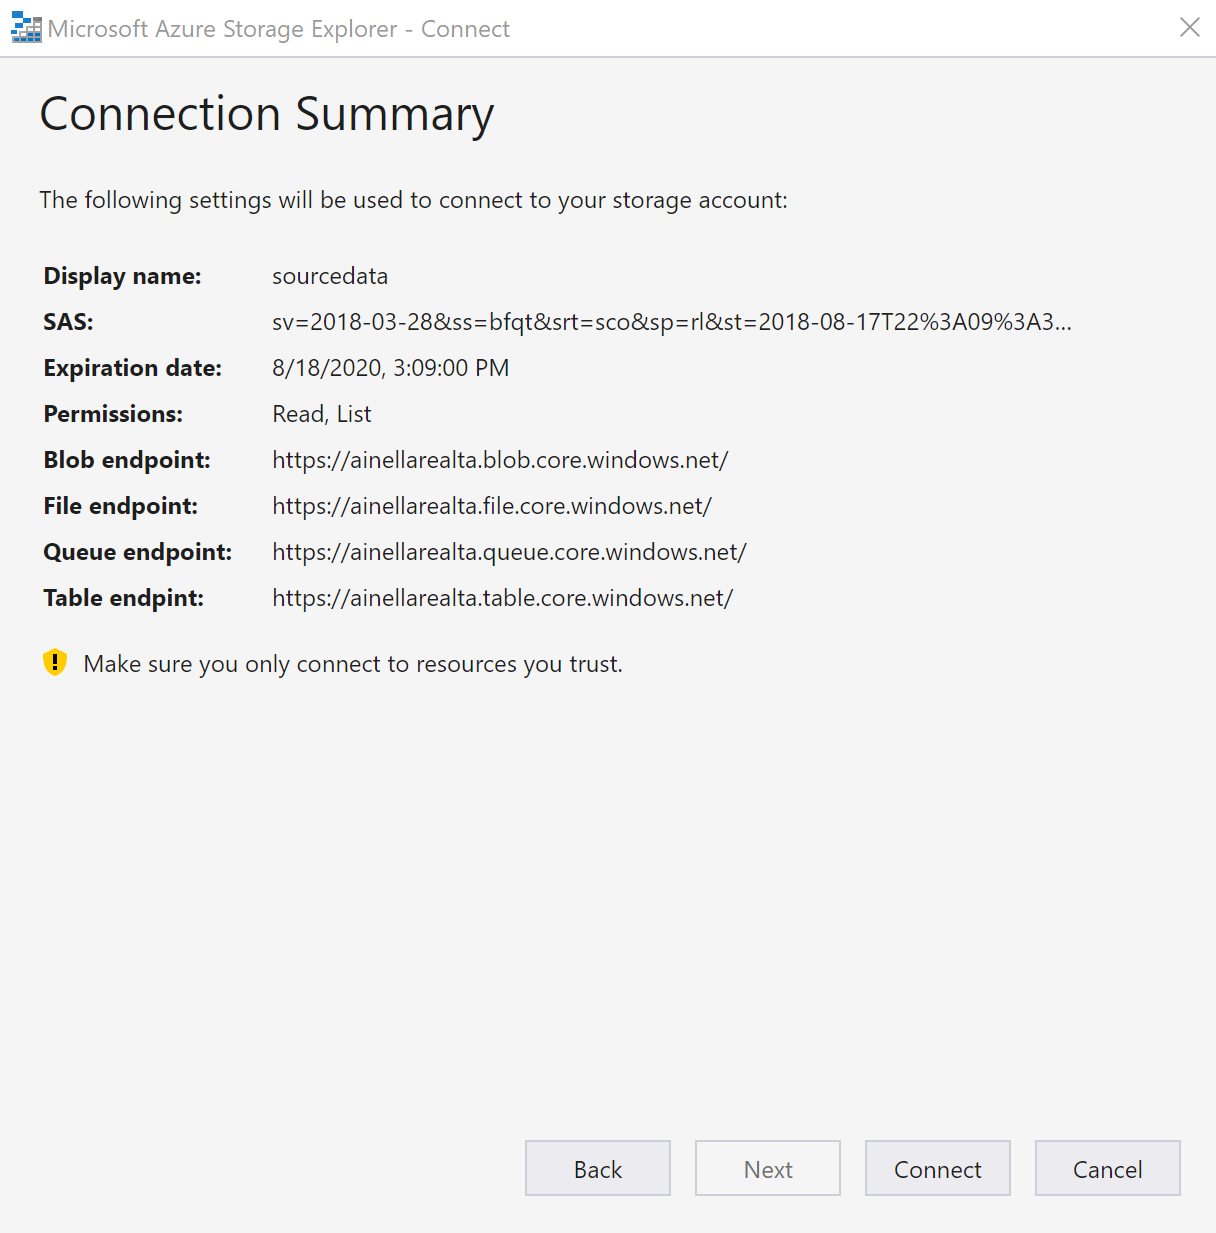 Microsoft Azure Storage Explorer - Connect
Connection Summary
The following settings will be used to connect to your storage account:
Display name: sourcedata
SAS: sv=2018-03-28&ss=bfqt&srt=sco&sp=rl&st=2018-08-17T22%3A09%3A3...
Expiration date: 8/18/2020, 3:09:00 PM
Permissions: Read, List
Blob endpoint: https://ainellarealta.blob.core.windows.net/
File endpoint: https://ainellarealta.file.core.windows.net/
Queue endpoint: https://ainellarealta.queue.core.windows.net/
Table endpint: https://ainellarealta.table.core.windows.net/
Make sure you only connect to resources you trust.
Back Next Connect Cancel